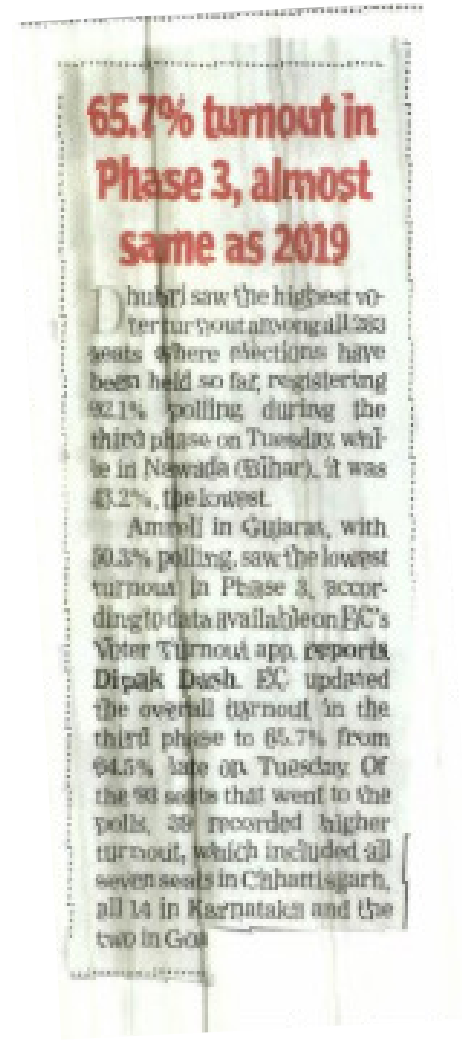 65.7% turnout in
Phase 3, almost
same as 2019
Dhubri saw the highest vo-
ter turnout among all 283
seats where elections have
been held so far, registering
92.1% polling during the
third phase on Tuesday, whi-
le in Nawada (Bihar), it was
43.2%, the lowest.
Amreli in Gujarat, with
50.3% polling, saw the lowest
turnout in Phase 3, accor-
ding to data available on EC's
Voter Turnout app, reports
Dipak Dash. EC updated
the overall turnout in the
third phase to 65.7% from
64.5% late on Tuesday. Of
the 93 seats that went to the
polls, 39 recorded higher
turnout, which included all
seven seats in Chhattisgarh,
all 14 in Karnataka and the
two in Goa